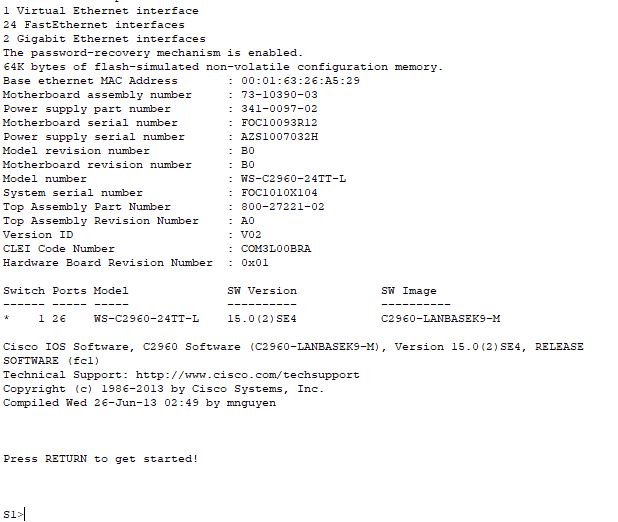 1 Virtual Ethernet interface
24 FastEthernet interfaces
2 Gigabit Ethernet interfaces
The password-recovery mechanism is enabled.
64K bytes of flash-simulated non-volatile configuration memory.
Base ethernet MAC Address : 00:01:63:26:A5:29
Motherboard assembly number : 73-10390-03
Power supply part number : 341-0097-02
Motherboard serial number : FOC10093R12
Power supply serial number : AZS1007032H
Model revision number : B0
Motherboard revision number : B0
Model number : WS-C2960-24TT-L
System serial number : FOC1010X104
Top Assembly Part Number : 800-27221-02
Top Assembly Revision Number : A0
Version ID : V02
CLEI Code Number : COM3L00BRA
Hardware Board Revision Number : 0x01
Switch Ports Model SW Version SW Image
------ ----- ----- ---------- ----------
* 1 26 WS-C2960-24TT-L 15.0(2)SE4 C2960-LANBASEK9-M
Cisco IOS Software, C2960 Software (C2960-LANBASEK9-M), Version 15.0(2)SE4, RELEASE
SOFTWARE (fc1)
Technical Support: http://www.cisco.com/techsupport
Copyright (c) 1986-2013 by Cisco Systems, Inc.
Compiled Wed 26-Jun-13 02:49 by mnguyen
Press RETURN to get started!
S1>